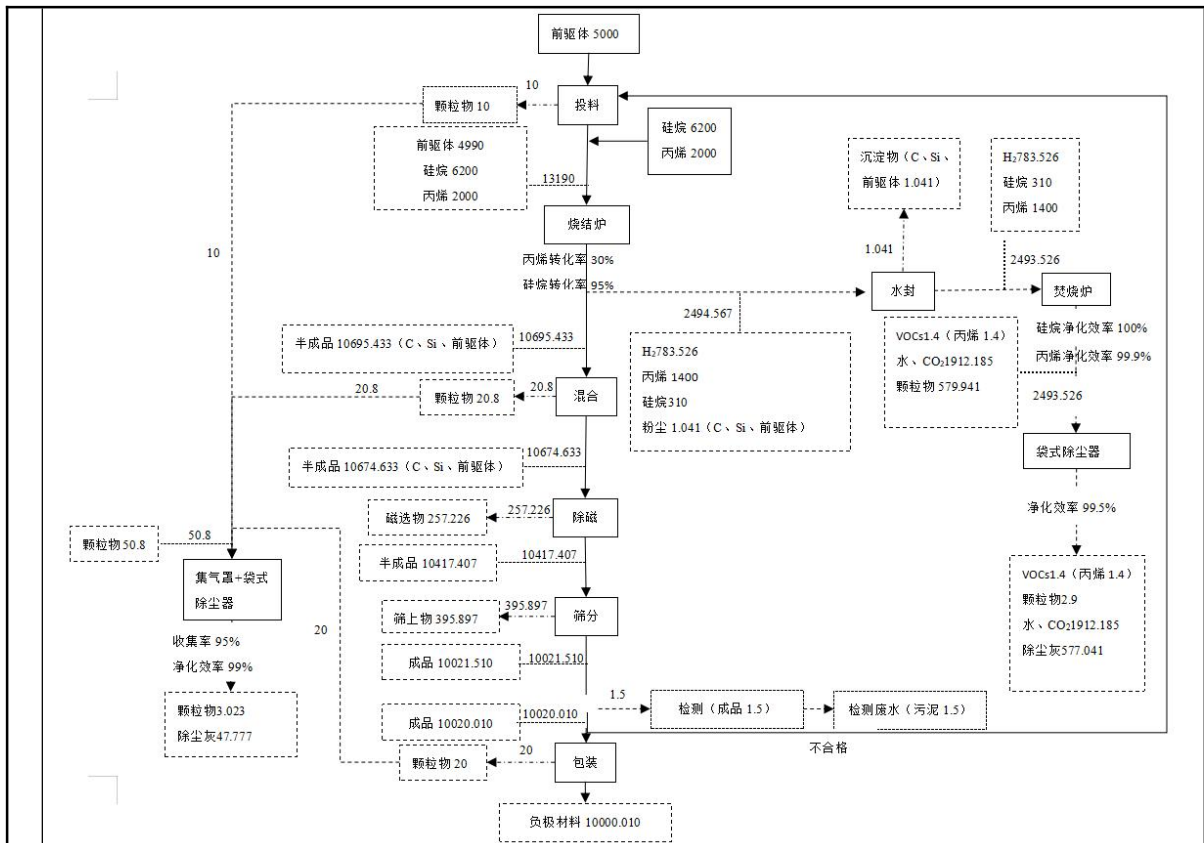 前驱体 5000
10
颗粒物 10
投料
前驱体 4990
硅烷 6200
丙烯 2000
硅烷 6200
丙烯 2000
13190
沉淀物（C、Si、
前驱体 1.041）
H₂783.526
硅烷 310
丙烯 1400
烧结炉
10
丙烯转化率 30%
硅烷转化率 95%
1.041
2493.526
水封
焚烧炉
2494.567
硅烷净化效率 100%
丙烯净化效率 99.9%
VOCs1.4（丙烯 1.4）
水、CO₂1912.185
颗粒物 579.941
2493.526
半成品 10695.433（C、Si、前驱体）
10695.433
H₂783.526
丙烯 1400
硅烷310
粉尘 1.041（C、Si、前驱体）
20.8
颗粒物 20.8
20.8
混合
袋式除尘器
半成品 10674.633（C、Si、前驱体）
10674.633
净化效率 99.5%
磁选物 257.226
257.226
除磁
颗粒物 50.8
50.8
半成品 10417.407
10417.407
集气罩+袋式
除尘器
VOCs1.4（丙烯 1.4）
颗粒物2.9
水、CO₂1912.185
除尘灰577.041
筛上物 395.897
395.897
筛分
收集率 95%
净化效率 99%
20
成品 10021.510
10021.510
颗粒物3.023
除尘灰47.777
1.5
检测（成品 1.5）
检测废水（污泥 1.5）
成品 10020.010
10020.010
不合格
颗粒物 20
20
包装
负极材料 10000.010